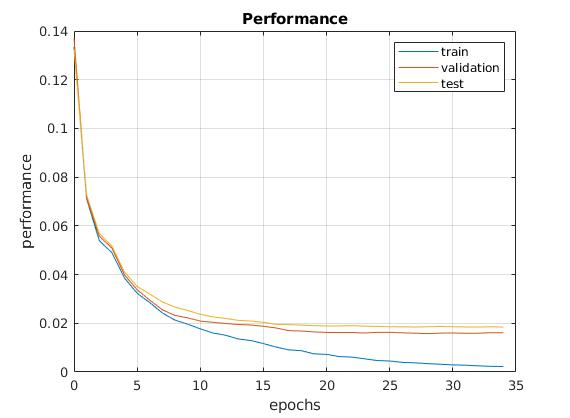 Performance
0.14
0.12
0.1
0.08
0.06
0.04
0.02
0
performance
train
validation
test
0 5 10 15 20 25 30 35
epochs